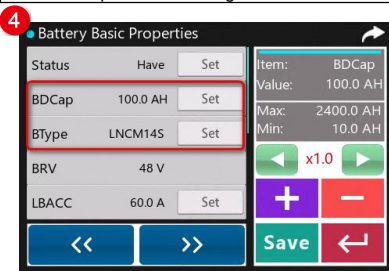 4
Battery Basic Properties
Status Have Set
BDCap 100.0 AH Set
BType LNCM14S Set
BRV 48 V
LBACC 60.0 A Set
<< >>
Item: BDCap
Value: 100.0 AH
Max: 2400.0 AH
Min: 10.0 AH
x1.0
+ −
Save